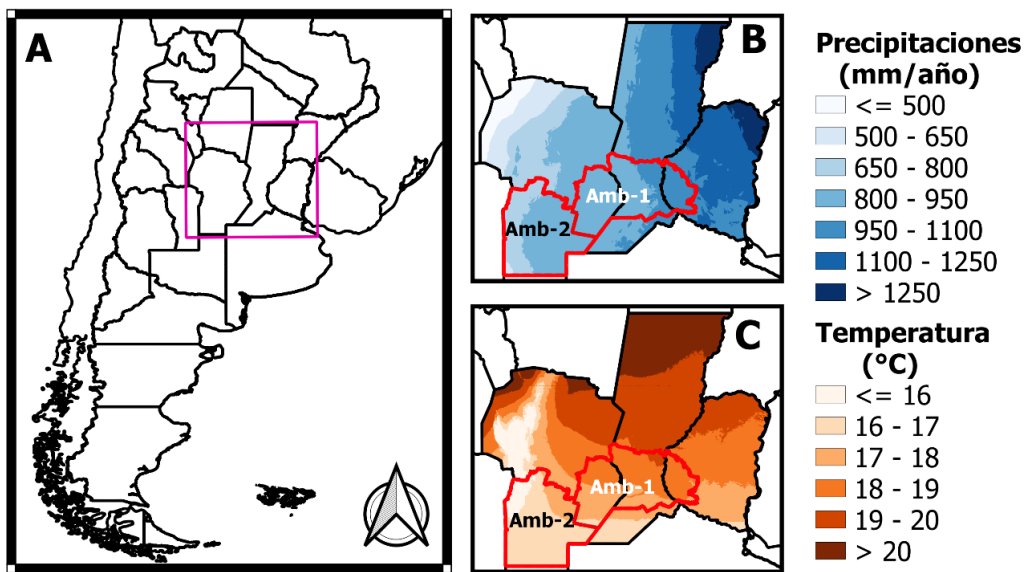 A
B
Amb-1
Amb-2
C
Amb-1
Amb-2
Precipitaciones
(mm/año)
<= 500
500 - 650
650 - 800
800 - 950
950 - 1100
1100 - 1250
> 1250
Temperatura
(°C)
<= 16
16 - 17
17 - 18
18 - 19
19 - 20
> 20